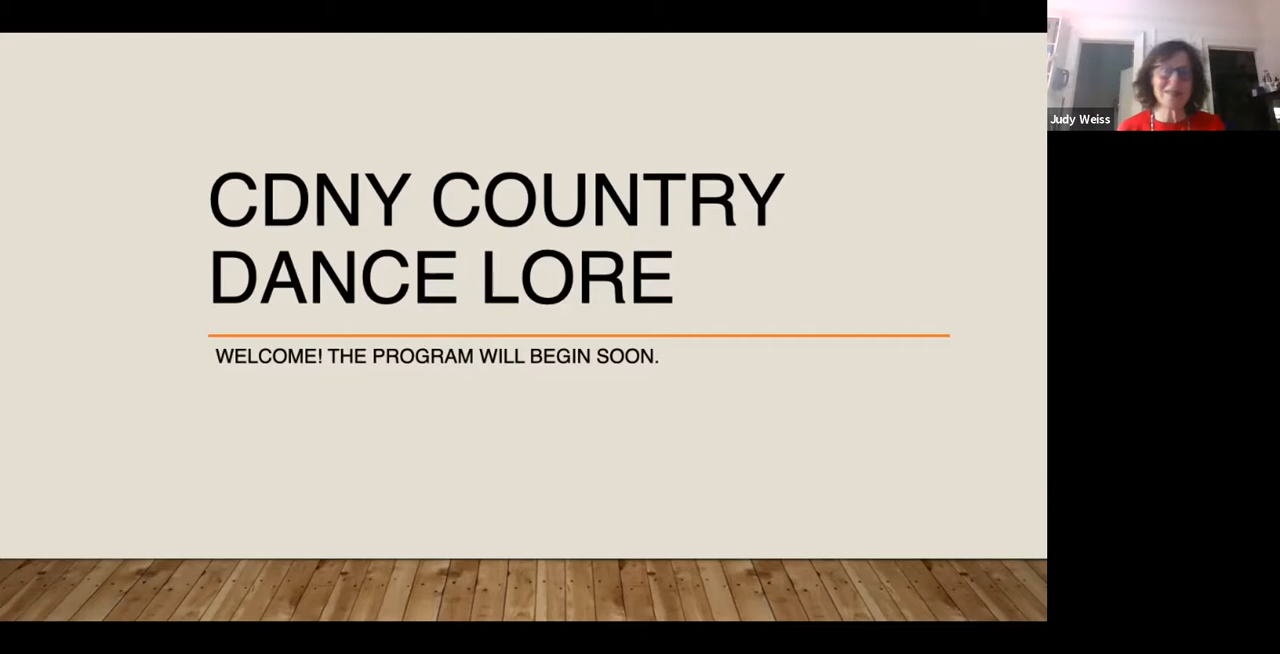 CDNY COUNTRY
DANCE LORE
WELCOME! THE PROGRAM WILL BEGIN SOON.
Judy Weiss